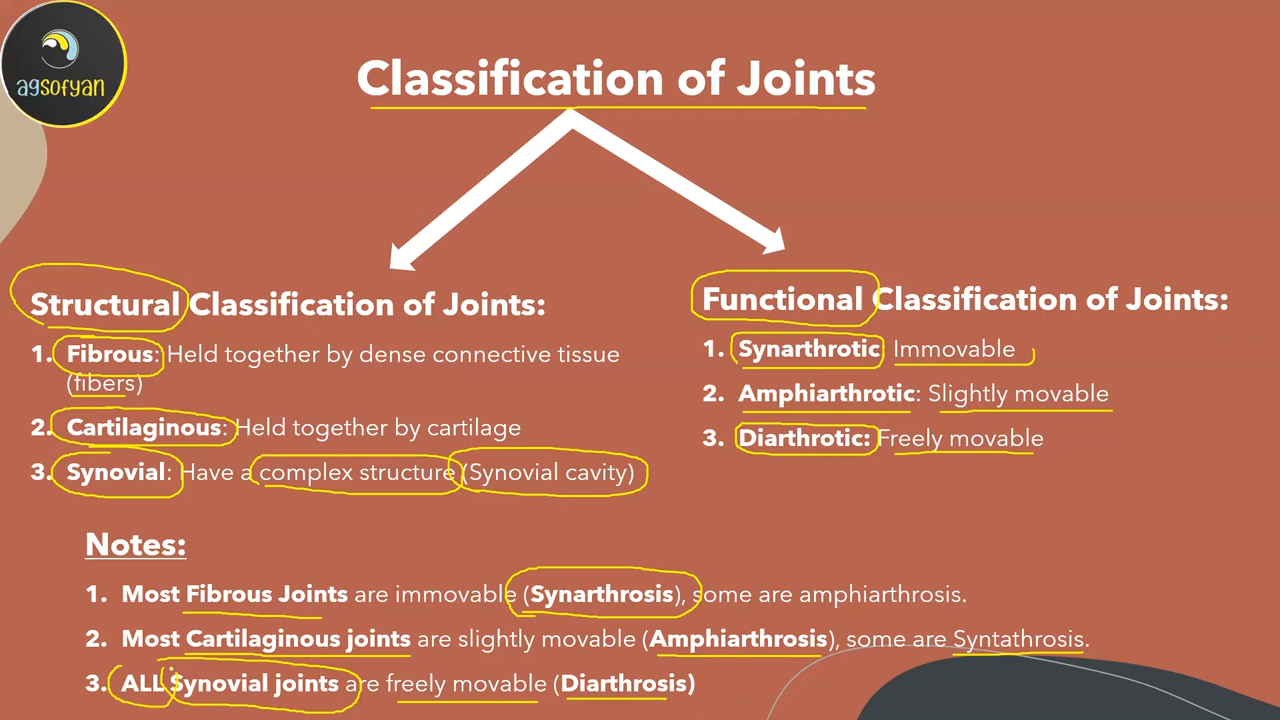 agsofyan
Classification of Joints
Structural Classification of Joints:
1. Fibrous: Held together by dense connective tissue
(fibers)
2. Cartilaginous: Held together by cartilage
3. Synovial: Have a complex structure (Synovial cavity)
Functional Classification of Joints:
1. Synarthrotic: Immovable
2. Amphiarthrotic: Slightly movable
3. Diarthrotic: Freely movable
Notes:
1. Most Fibrous Joints are immovable (Synarthrosis), some are amphiarthrosis.
2. Most Cartilaginous joints are slightly movable (Amphiarthrosis), some are Syntathrosis.
3. ALL Synovial joints are freely movable (Diarthrosis)